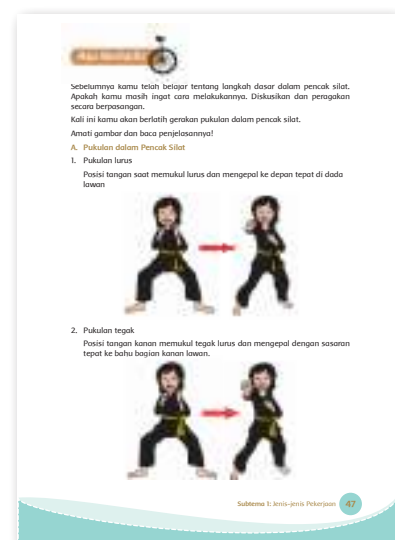 Sebelumnya kamu telah belajar tentang langkah dasar dalam pencak silat.
Apakah kamu masih ingat cara melakukannya. Diskusikan dan peragakan
secara berpasangan.
Kali ini kamu akan berlatih gerakan pukulan dalam pencak silat.
Amati gambar dan baca penjelasannya!
A. Pukulan dalam Pencak Silat
1. Pukulan lurus
Posisi tangan saat memukul lurus dan mengepal ke depan tepat di dada
lawan
2. Pukulan tegak
Posisi tangan kanan memukul tegak lurus dan mengepal dengan sasaran
tepat ke bahu bagian kanan lawan.
Subtema 1: Jenis-jenis Pekerjaan 47